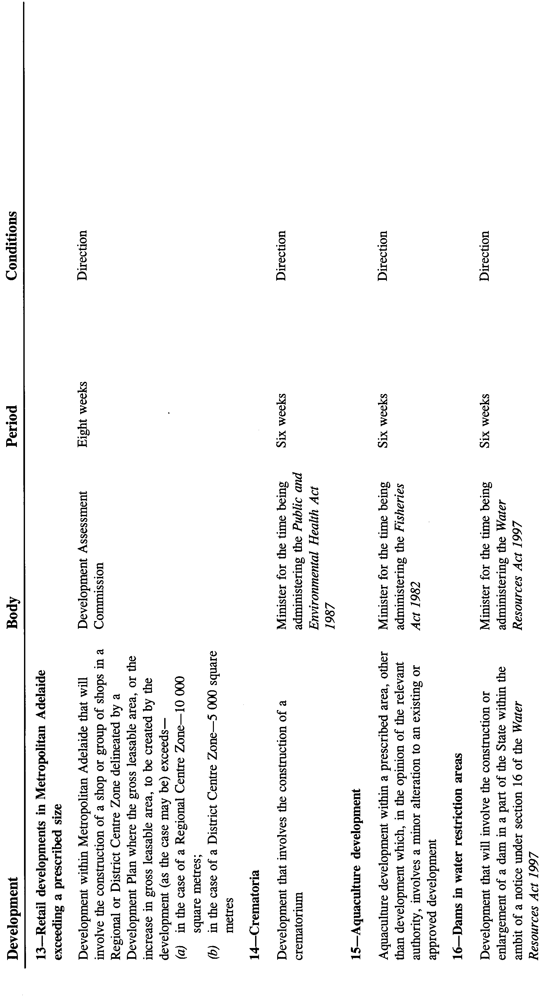 Development Body Period Conditions
13—Retail developments in Metropolitan Adelaide
exceeding a prescribed size
Development within Metropolitan Adelaide that will Development Assessment Eight weeks Direction
involve the construction of a shop or group of shops in a Commission
Regional or District Centre Zone delineated by a
Development Plan where the gross leasable area, or the
increase in gross leasable area, to be created by the
development (as the case may be) exceeds—
(a) in the case of a Regional Centre Zone—10 000
square metres;
(b) in the case of a District Centre Zone—5 000 square
metres
14—Crematoria
Development that involves the construction of a Minister for the time being Six weeks Direction
crematorium administering the Public and
Environmental Health Act
1987
15—Aquaculture development
Aquaculture development within a prescribed area, other Minister for the time being Six weeks Direction
than development which, in the opinion of the relevant administering the Fisheries
authority, involves a minor alteration to an existing or Act 1982
approved development
16—Dams in water restriction areas
Development that will involve the construction or Minister for the time being Six weeks Direction
enlargement of a dam in a part of the State within the administering the Water
ambit of a notice under section 16 of the Water Resources Act 1997
Resources Act 1997